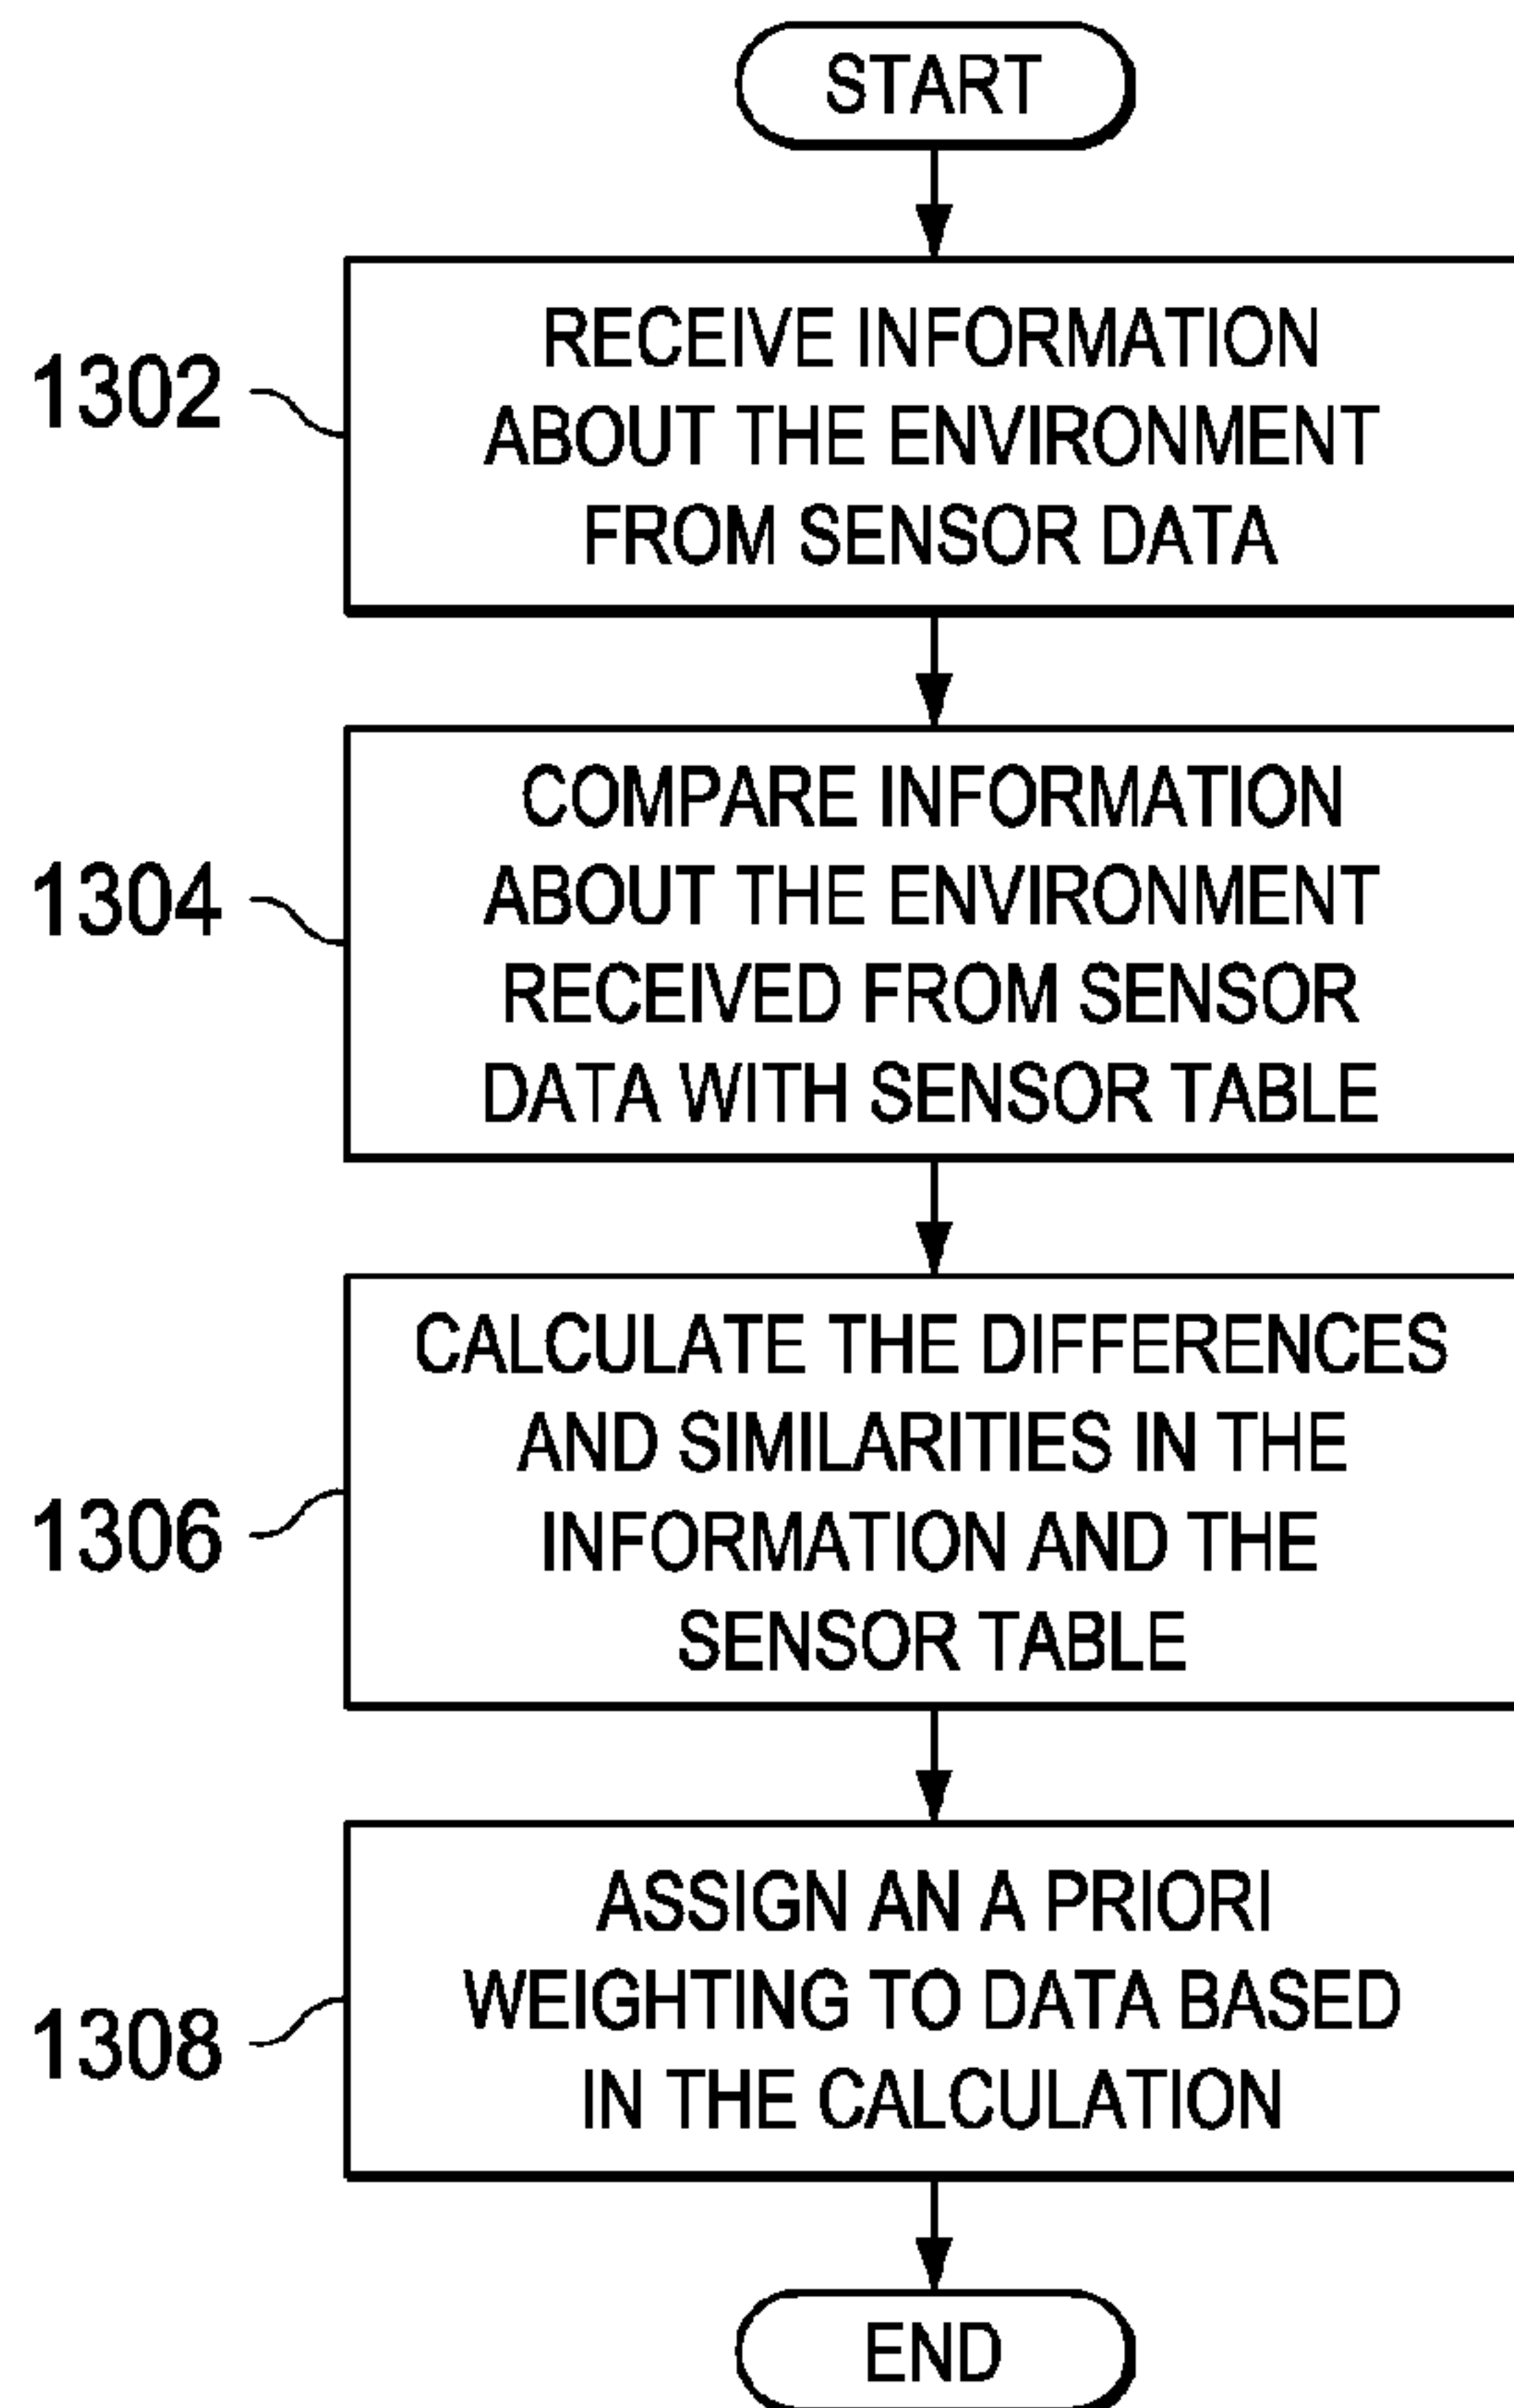 START
1302
RECEIVE INFORMATION
ABOUT THE ENVIRONMENT
FROM SENSOR DATA
1304
COMPARE INFORMATION
ABOUT THE ENVIRONMENT
RECEIVED FROM SENSOR
DATA WITH SENSOR TABLE
1306
CALCULATE THE DIFFERENCES
AND SIMILARITIES IN THE
INFORMATION AND THE
SENSOR TABLE
1308
ASSIGN AN A PRIORI
WEIGHTING TO DATA BASED
IN THE CALCULATION
END